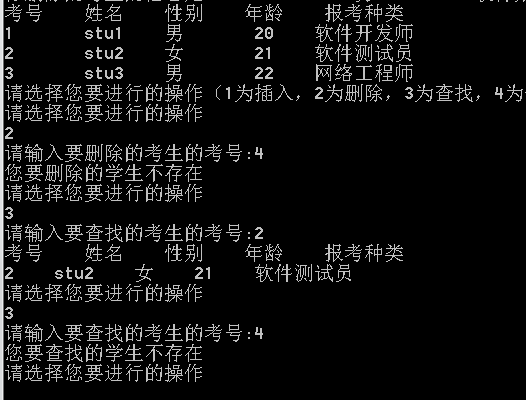 考号 姓名 性别 年龄 报考种类
1 stu1 男 20 软件开发师
2 stu2 女 21 软件测试员
3 stu3 男 22 网络工程师
请选择您要进行的操作（1为插入，2为删除，3为查找，4为
请选择您要进行的操作
2
请输入要删除的考生的考号:4
您要删除的学生不存在
请选择您要进行的操作
3
请输入要查找的考生的考号:2
考号 姓名 性别 年龄 报考种类
2 stu2 女 21 软件测试员
请选择您要进行的操作
3
请输入要查找的考生的考号:4
您要查找的学生不存在
请选择您要进行的操作